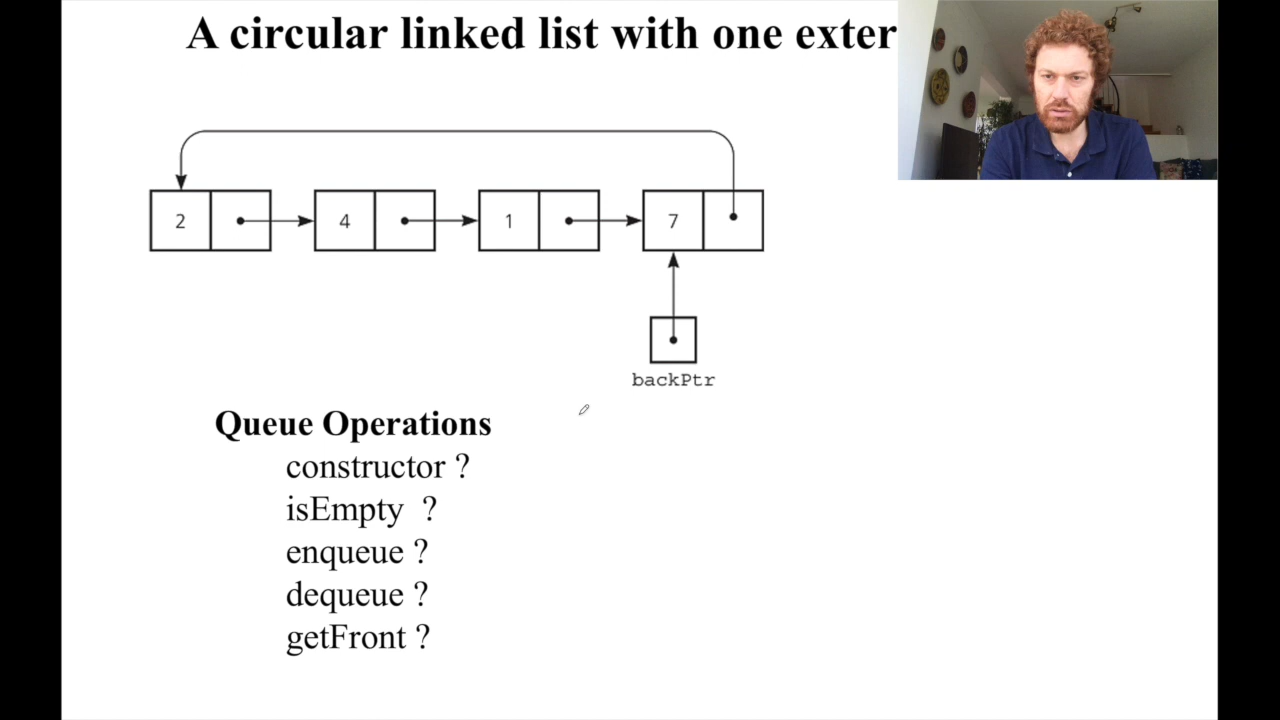 A circular linked list with one exter
2 4 1 7
backPtr
Queue Operations
constructor ?
isEmpty ?
enqueue ?
dequeue ?
getFront ?